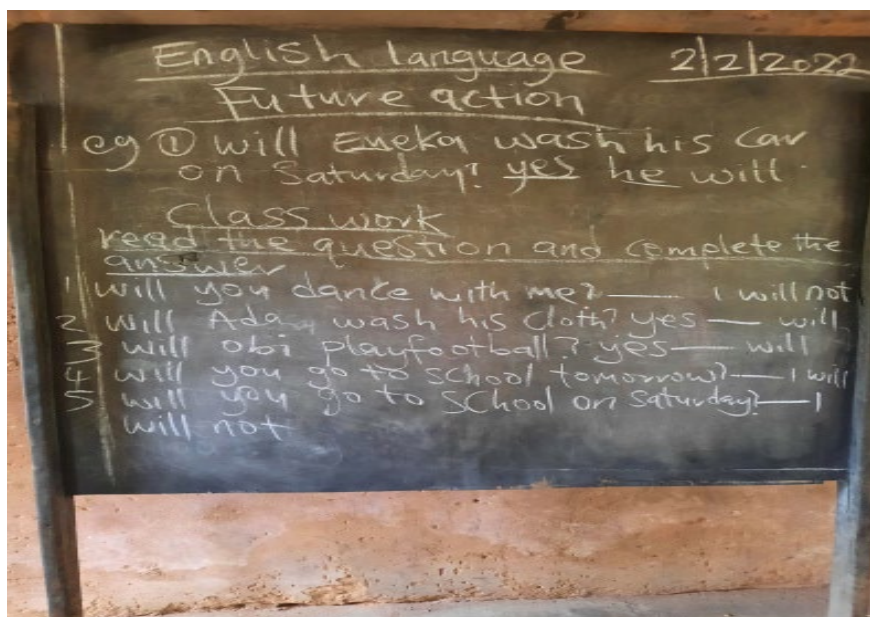 English language 2/2/2022
Future action
eg ① will Emeka wash his car
on Saturday? yes he will
Class work
read the question and complete the
answer
1 will you dance with me? — I will not
2 Will Ada wash his cloth? yes — will
3 will obi playfootball? yes — will
4 will you go to school tomorrow? — I will
5 will you go to school on Saturday? — I
will not